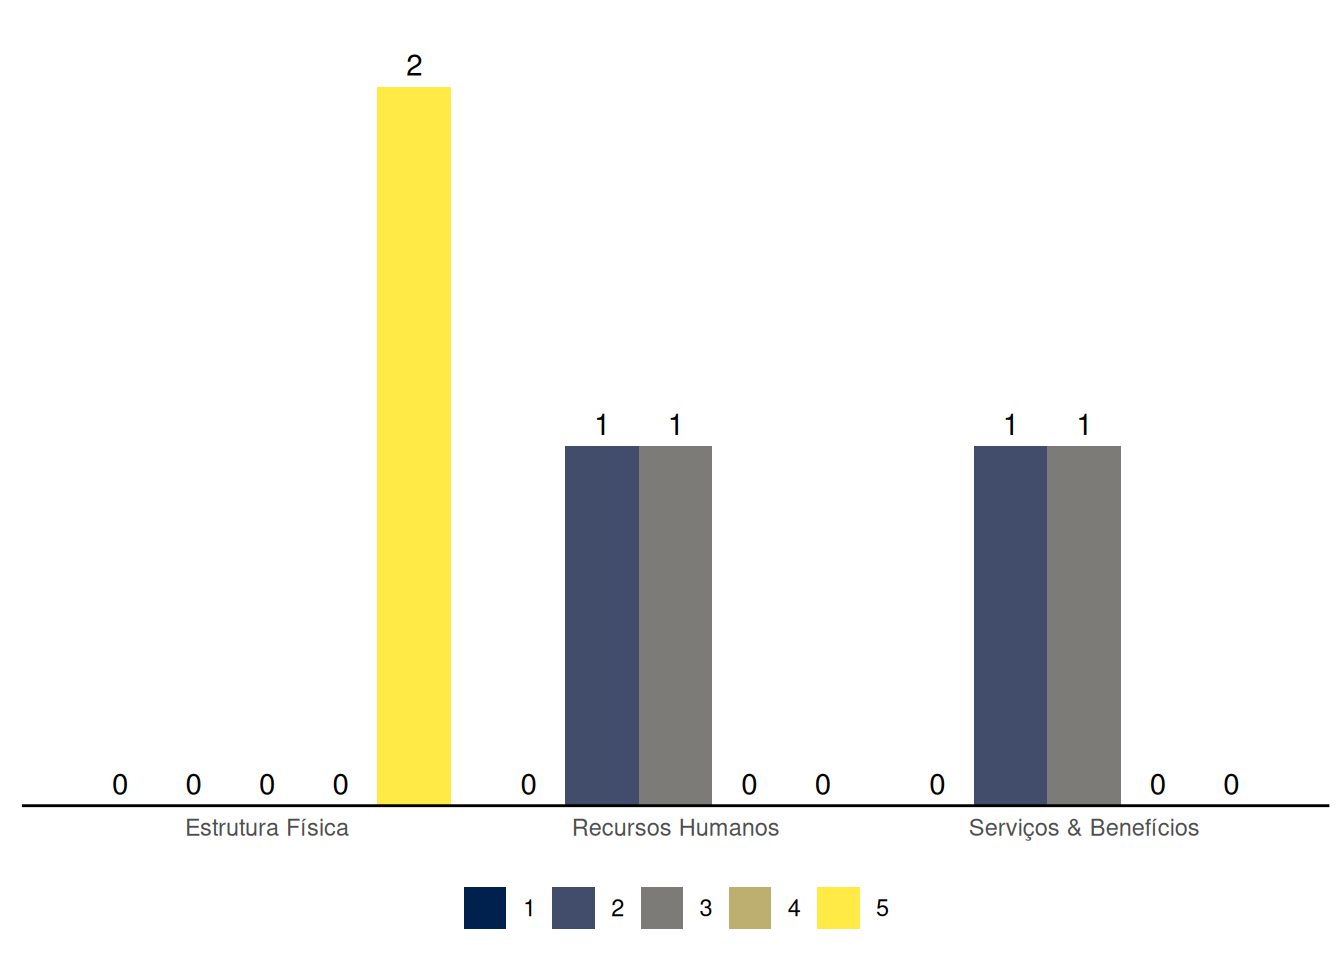 2
1 1 1 1
0 0 0 0 0 0 0 0 0 0
Estrutura Física Recursos Humanos Serviços & Benefícios
1 2 3 4 5